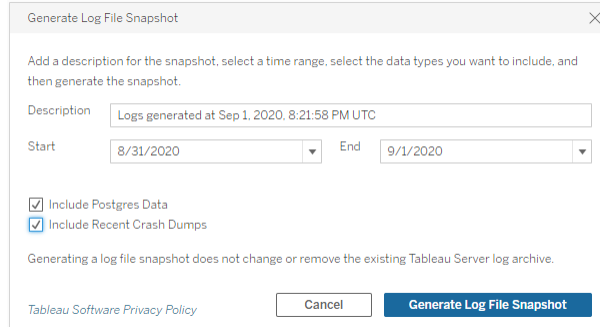 Generate Log File Snapshot
Add a description for the snapshot, select a time range, select the data types you want to include, and
then generate the snapshot.
Description
Logs generated at Sep 1, 2020, 8:21:58 PM UTC
Start
8/31/2020
End
9/1/2020
Include Postgres Data
Include Recent Crash Dumps
Generating a log file snapshot does not change or remove the existing Tableau Server log archive.
Tableau Software Privacy Policy
Cancel
Generate Log File Snapshot